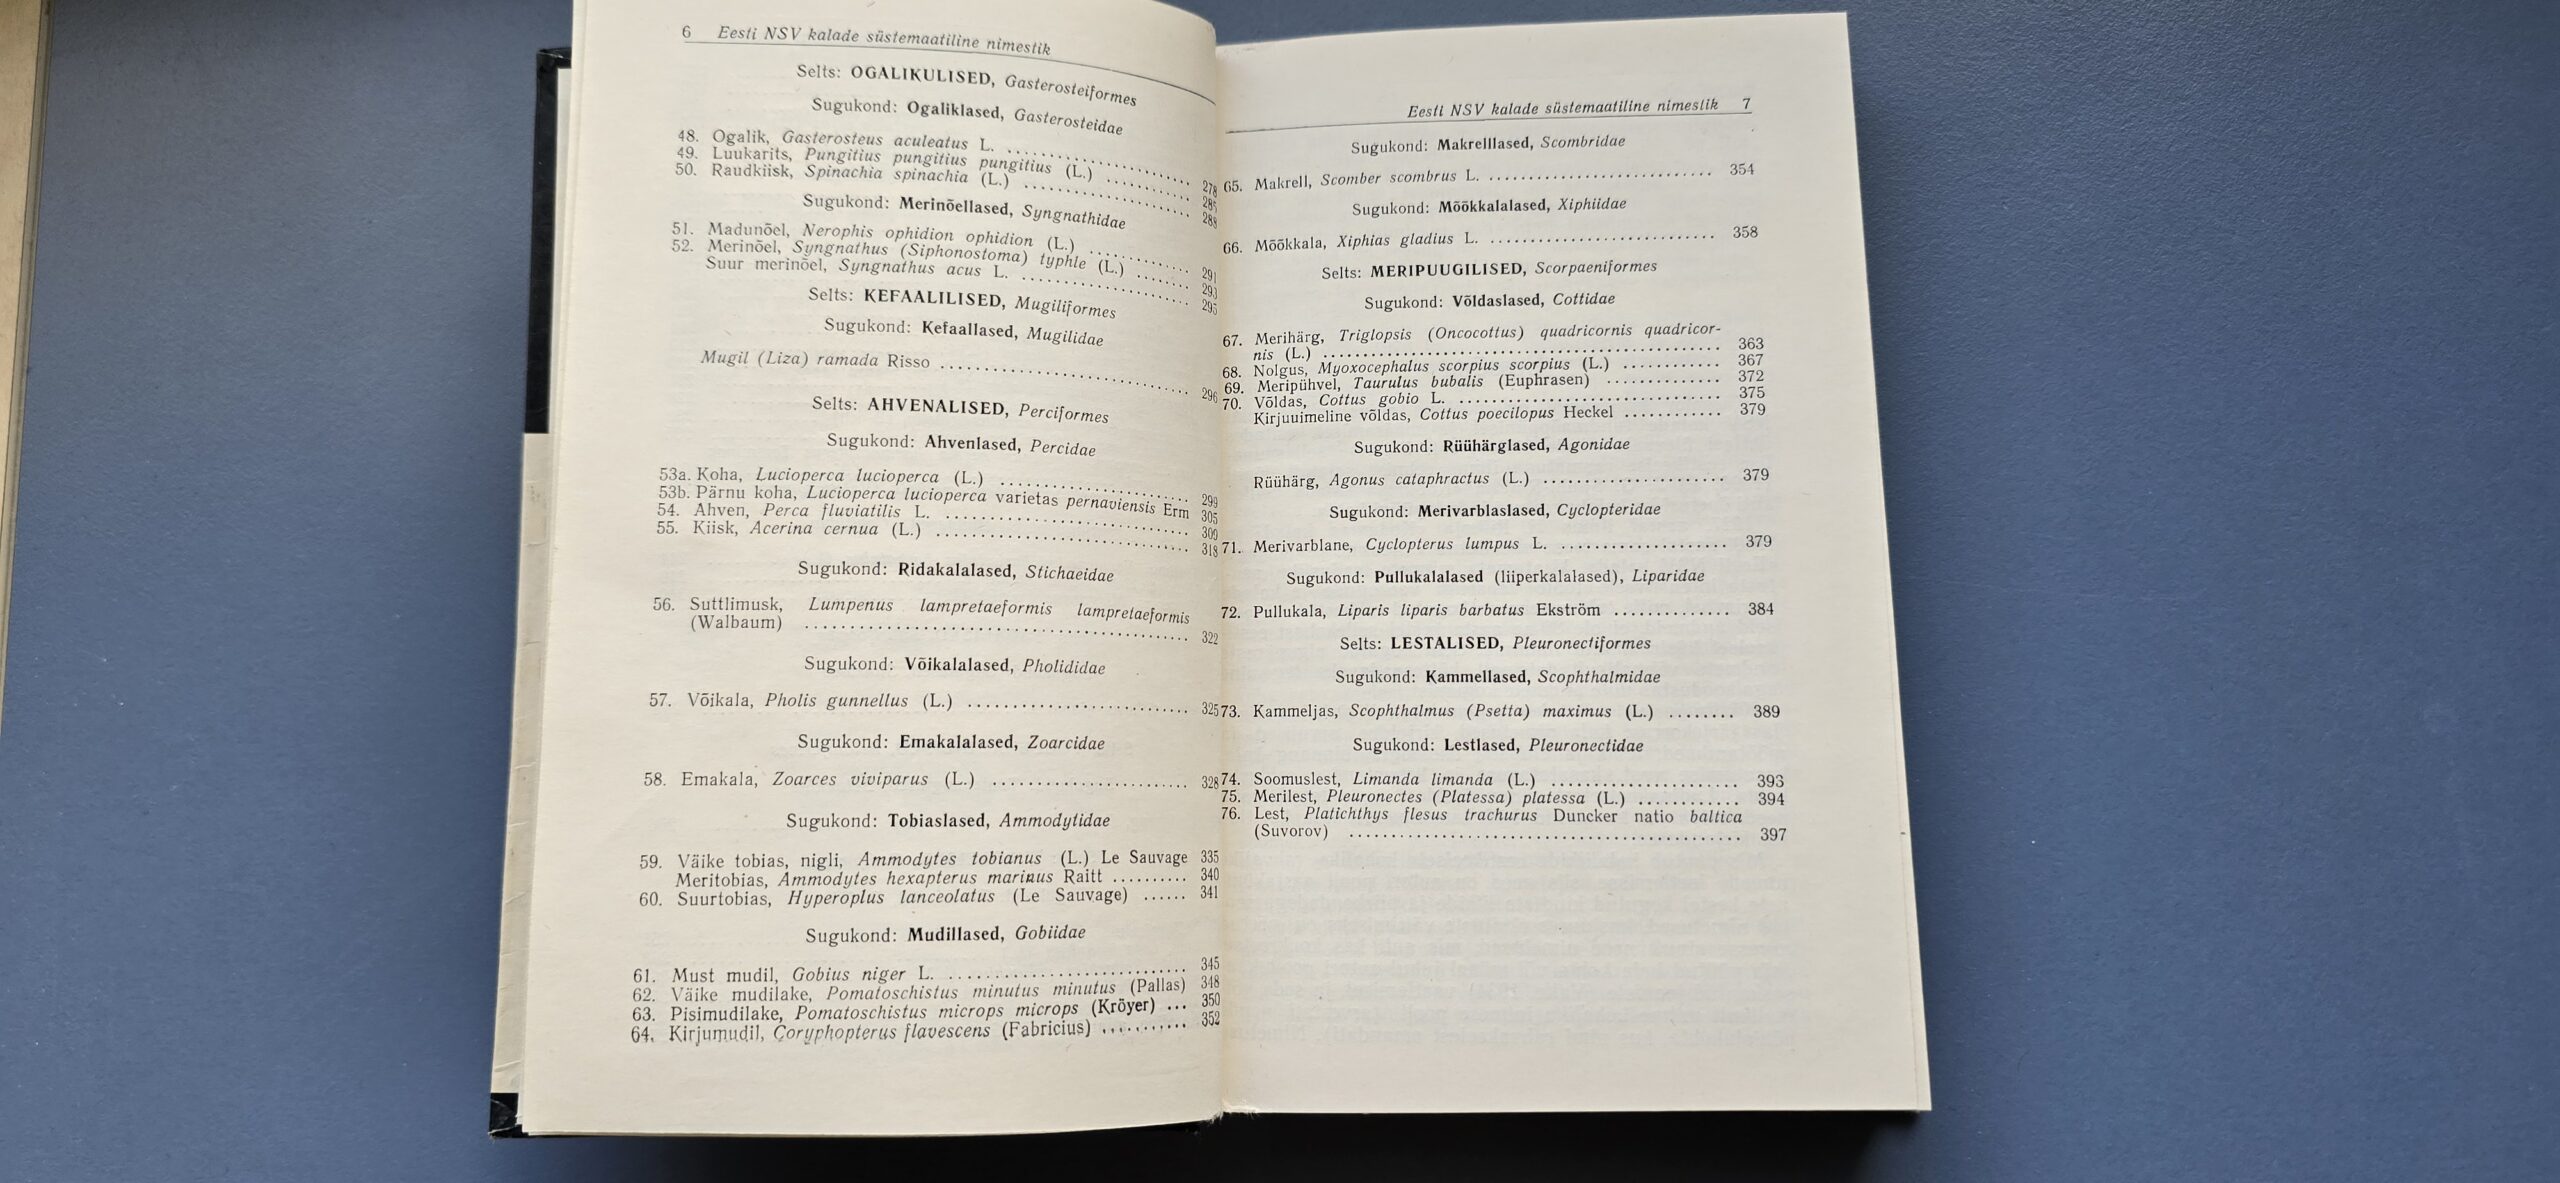 6 Eesti NSV kalade süstemaatiline nimestik
Selts: OGALIKULISED, Gasterosteiformes
Sugukond: Ogaliklased, Gasterosteidae
48. Ogalik, Gasterosteus aculeatus L. .......... 278
49. Luukarits, Pungitius pungitius pungitius (L.) .......... 285
50. Raudkiisk, Spinachia spinachia (L.) .......... 288
Sugukond: Merinõellased, Syngnathidae
51. Madunõel, Nerophis ophidion ophidion (L.) .......... 291
52. Merinõel, Syngnathus (Siphonostoma) typhle (L.) .......... 293
Suur merinõel, Syngnathus acus L. .......... 295
Selts: KEFAALILISED, Mugiliformes
Sugukond: Kefaallased, Mugilidae
Mugil (Liza) ramada Risso .......... 296
Selts: AHVENALISED, Perciformes
Sugukond: Ahvenlased, Percidae
53a. Koha, Lucioperca lucioperca (L.) .......... 299
53b. Pärnu koha, Lucioperca lucioperca varietas pernaviensis Erm 305
54. Ahven, Perca fluviatilis L. .......... 309
55. Kiisk, Acerina cernua (L.) .......... 318
Sugukond: Ridakalalased, Stichaeidae
56. Suttlimusk, Lumpenus lampretaeformis lampretaeformis
(Walbaum) .......... 322
Sugukond: Võikalalased, Pholididae
57. Võikala, Pholis gunnellus (L.) .......... 325
Sugukond: Emakalalased, Zoarcidae
58. Emakala, Zoarces viviparus (L.) .......... 328
Sugukond: Tobiaslased, Ammodytidae
59. Väike tobias, nigli, Ammodytes tobianus (L.) Le Sauvage 335
Meritobias, Ammodytes hexapterus marinus Raitt .......... 340
60. Suurtobias, Hyperoplus lanceolatus (Le Sauvage) ...... 341
Sugukond: Mudillased, Gobiidae
61. Must mudil, Gobius niger L. .......... 345
62. Väike mudilake, Pomatoschistus minutus minutus (Pallas) 348
63. Pisimudilake, Pomatoschistus microps microps (Kröyer) ... 350
64. Kirjumudil, Coryphopterus flavescens (Fabricius) .......... 352
Eesti NSV kalade süstemaatiline nimestik 7
Sugukond: Makrelllased, Scombridae
65. Makrell, Scomber scombrus L. .......... 354
Sugukond: Mõõkkalalased, Xiphiidae
66. Mõõkkala, Xiphias gladius L. .......... 358
Selts: MERIPUUGILISED, Scorpaeniformes
Sugukond: Võldaslased, Cottidae
67. Merihärg, Triglopsis (Oncocottus) quadricornis quadricor-
nis (L.) .......... 363
68. Nolgus, Myoxocephalus scorpius scorpius (L.) .......... 367
69. Meripühvel, Taurulus bubalis (Euphrasen) .......... 372
70. Võldas, Cottus gobio L. .......... 375
Kirjuuimeline võldas, Cottus poecilopus Heckel .......... 379
Sugukond: Rüühärglased, Agonidae
Rüühärg, Agonus cataphractus (L.) .......... 379
Sugukond: Merivarblaslased, Cyclopteridae
71. Merivarblane, Cyclopterus lumpus L. .......... 379
Sugukond: Pullukalalased (liiperkalalased), Liparidae
72. Pullukala, Liparis liparis barbatus Ekström .......... 384
Selts: LESTALISED, Pleuronectiformes
Sugukond: Kammellased, Scophthalmidae
73. Kammeljas, Scophthalmus (Psetta) maximus (L.) ........ 389
Sugukond: Lestlased, Pleuronectidae
74. Soomuslest, Limanda limanda (L.) .......... 393
75. Merilest, Pleuronectes (Platessa) platessa (L.) .......... 394
76. Lest, Platichthys flesus trachurus Duncker natio baltica
(Suvorov) .......... 397